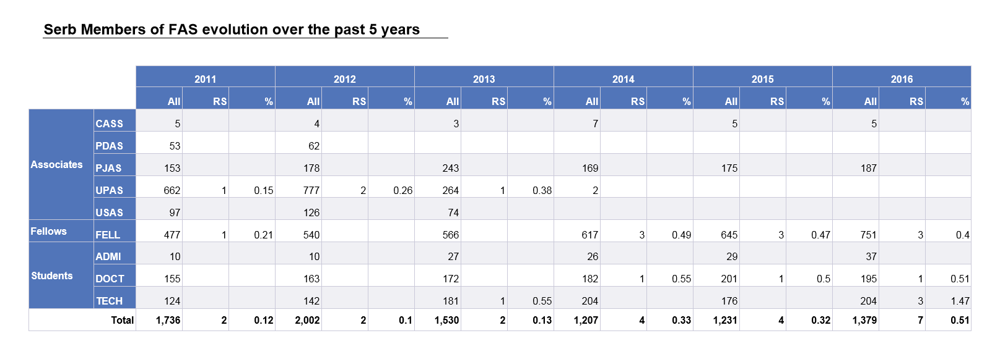 Serb Members of FAS evolution over the past 5 years
2011 2012 2013 2014 2015 2016
All RS % All RS % All RS % All RS % All RS % All RS %
Associates
CASS 5 4 3 7 5 5
PDAS 53 62
PJAS 153 178 243 169 175 187
UPAS 662 1 0.15 777 2 0.26 264 1 0.38 2
USAS 97 126 74
Fellows
FELL 477 1 0.21 540 566 617 3 0.49 645 3 0.47 751 3 0.4
Students
ADMI 10 10 27 26 29 37
DOCT 155 163 172 182 1 0.55 201 1 0.5 195 1 0.51
TECH 124 142 181 1 0.55 204 176 204 3 1.47
Total 1,736 2 0.12 2,002 2 0.1 1,530 2 0.13 1,207 4 0.33 1,231 4 0.32 1,379 7 0.51